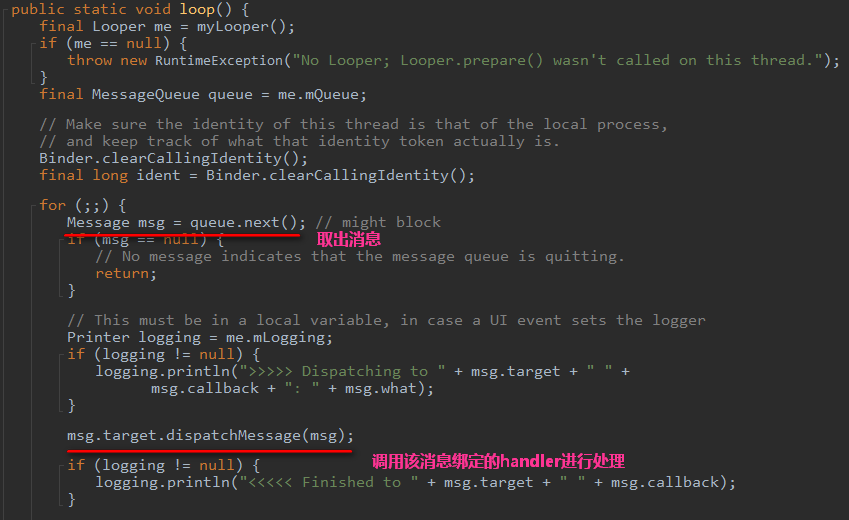 public static void loop() {
final Looper me = myLooper();
if (me == null) {
throw new RuntimeException("No Looper; Looper.prepare() wasn't called on this thread.");
}
final MessageQueue queue = me.mQueue;
// Make sure the identity of this thread is that of the local process,
// and keep track of what that identity token actually is.
Binder.clearCallingIdentity();
final long ident = Binder.clearCallingIdentity();
for (;;) {
Message msg = queue.next(); // might block
if (msg == null) { 取出消息
// No message indicates that the message queue is quitting.
return;
}
// This must be in a local variable, in case a UI event sets the logger
Printer logging = me.mLogging;
if (logging != null) {
logging.println(">>>>> Dispatching to " + msg.target + " " +
msg.callback + ": " + msg.what);
}
msg.target.dispatchMessage(msg);
调用该消息绑定的handler进行处理
if (logging != null) {
logging.println("<<<<< Finished to " + msg.target + " " + msg.callback);
}